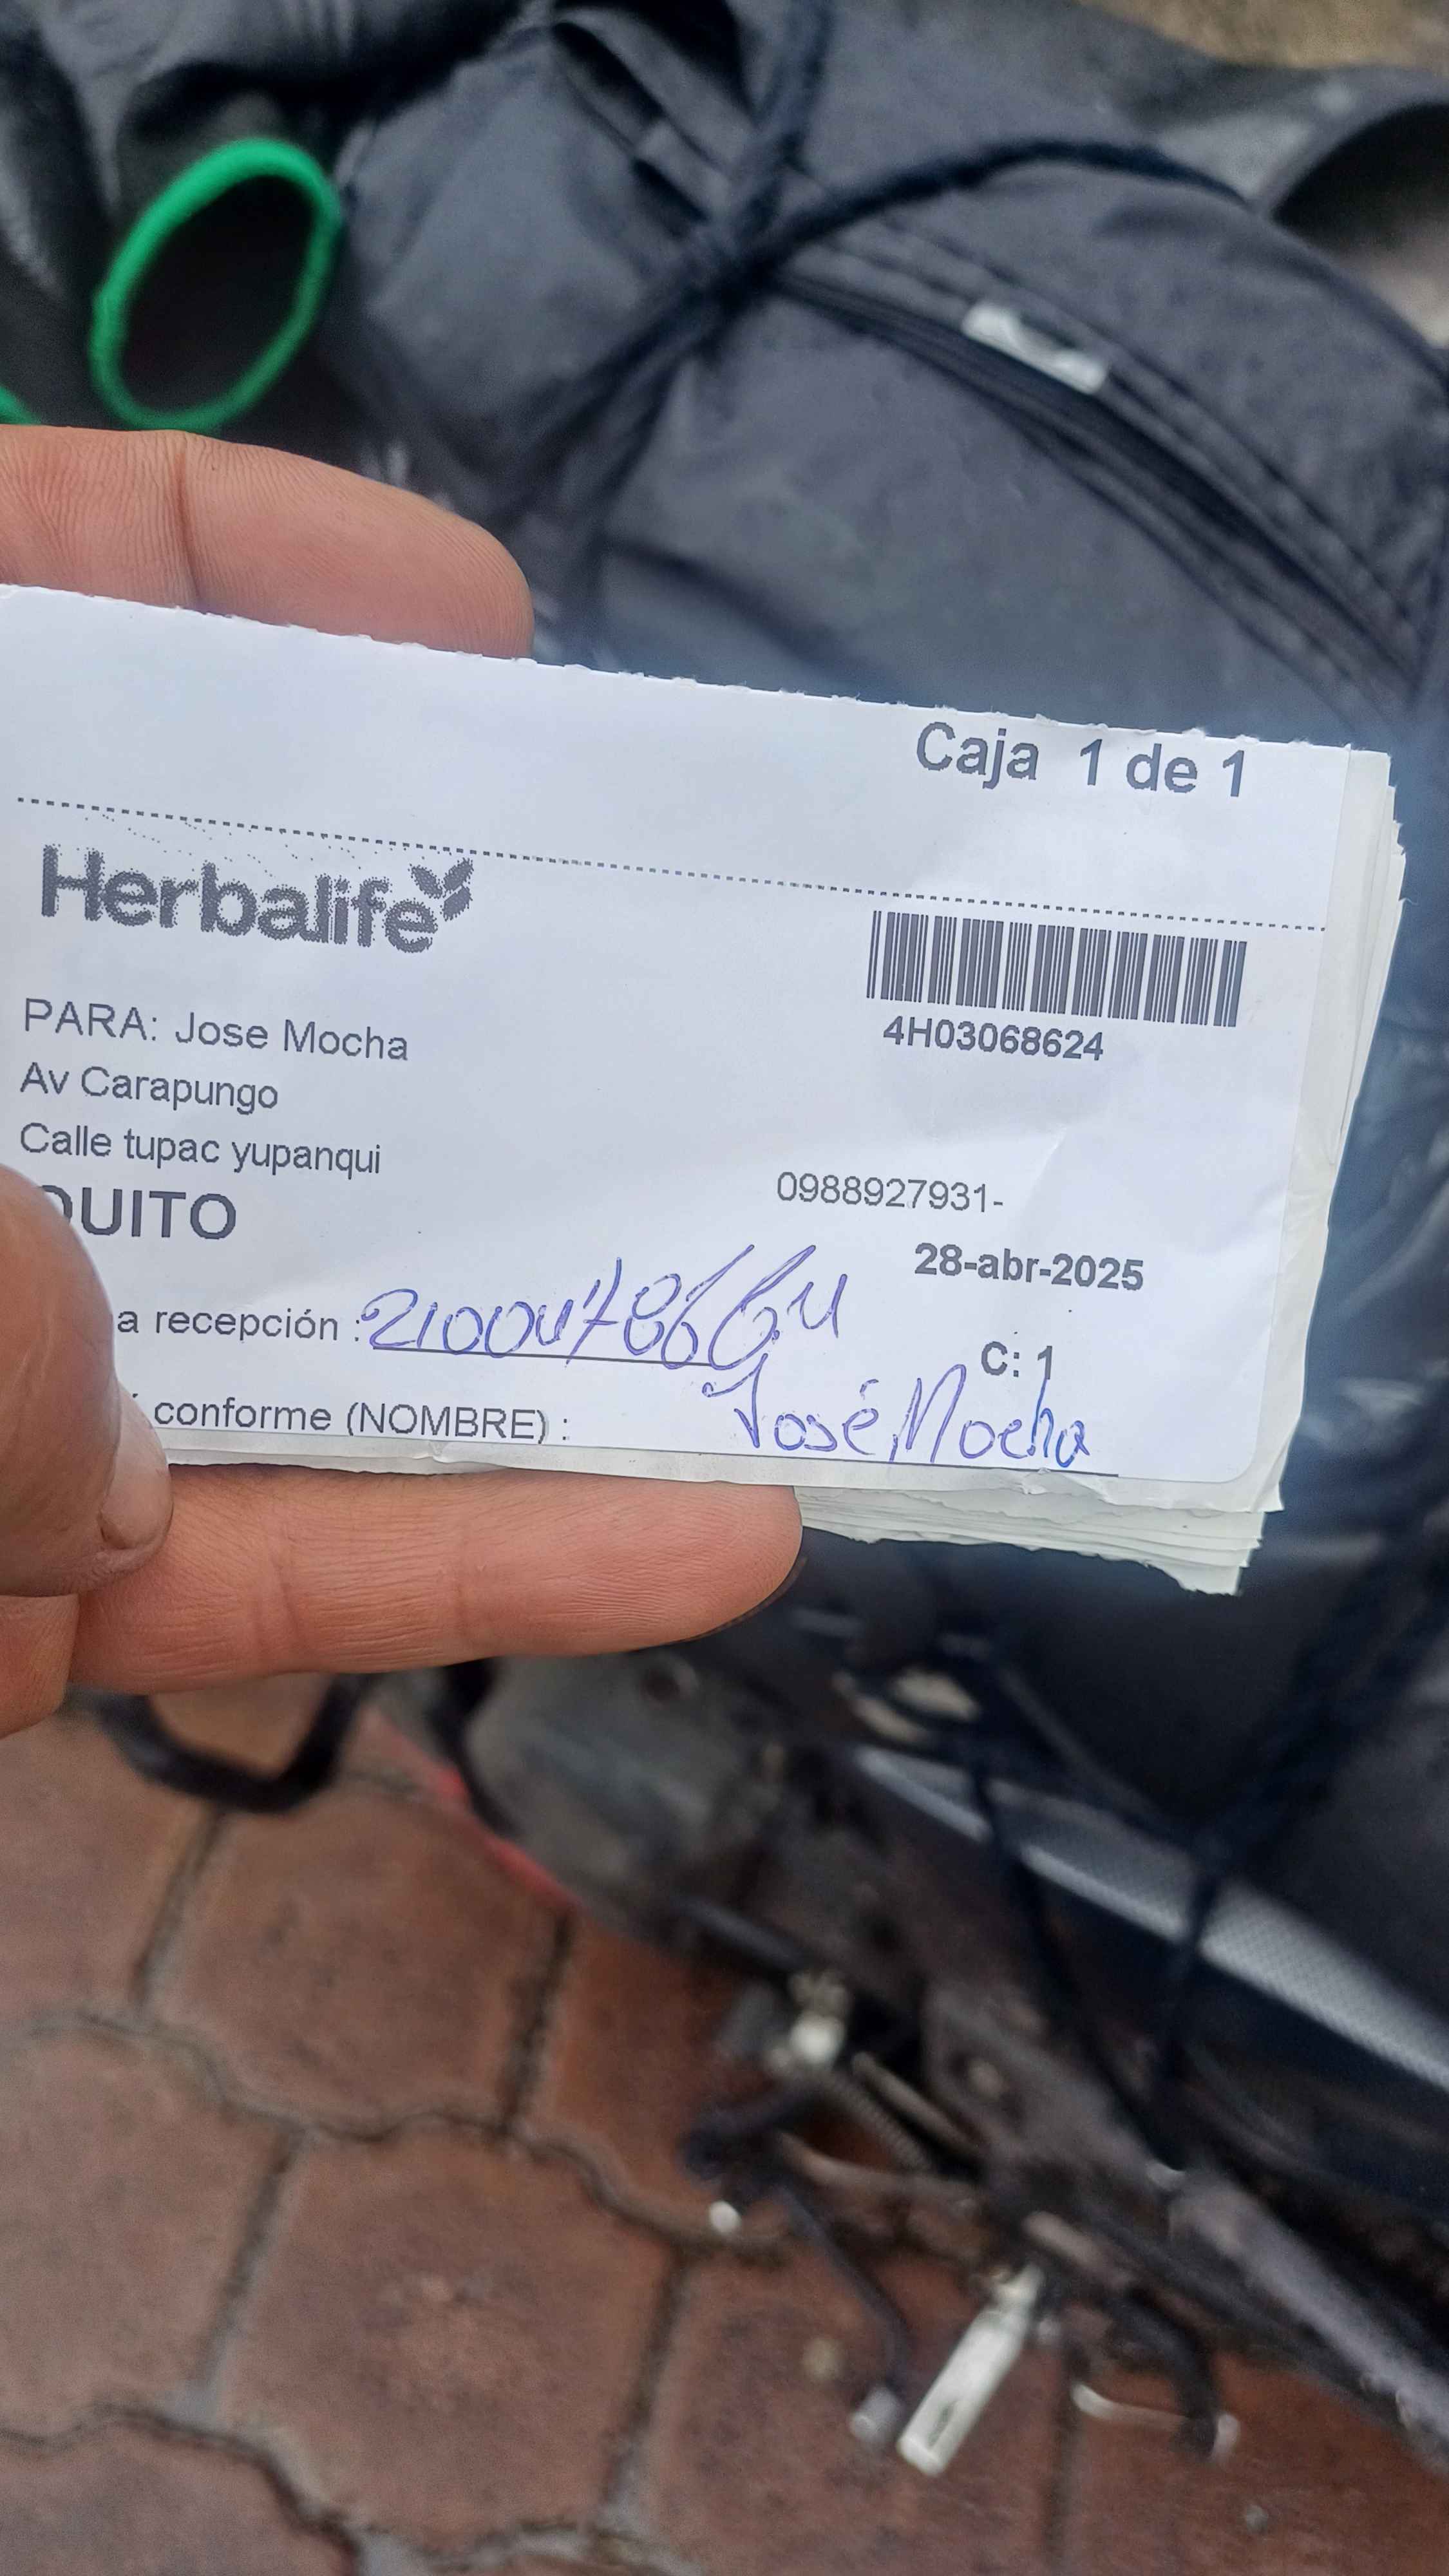 Caja 1 de 1
Herbalife
4H03068624
PARA: Jose Mocha
Av Carapungo
Calle tupac yupanqui
QUITO
0988927931-
28-abr-2025
a recepción :
C: 1
conforme (NOMBRE) : José Mocha